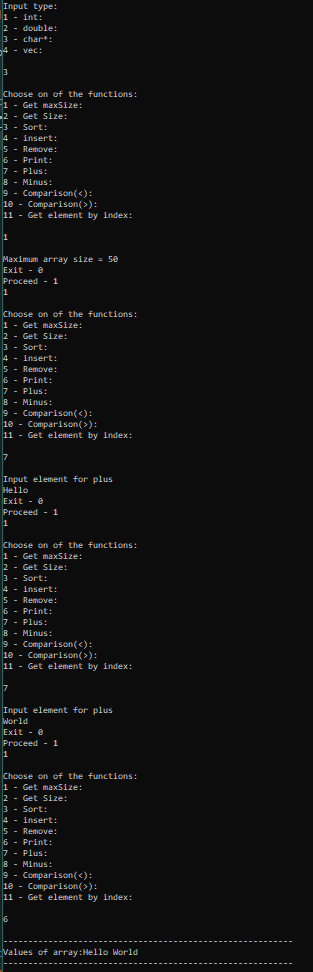 Input type:
1 - int:
2 - double:
3 - char*:
4 - vec:
3
Choose on of the functions:
1 - Get maxSize:
2 - Get Size:
3 - Sort:
4 - insert:
5 - Remove:
6 - Print:
7 - Plus:
8 - Minus:
9 - Comparison(<):
10 - Comparison(>):
11 - Get element by index:
1
Maximum array size = 50
Exit - 0
Proceed - 1
1
Choose on of the functions:
1 - Get maxSize:
2 - Get Size:
3 - Sort:
4 - insert:
5 - Remove:
6 - Print:
7 - Plus:
8 - Minus:
9 - Comparison(<):
10 - Comparison(>):
11 - Get element by index:
7
Input element for plus
Hello
Exit - 0
Proceed - 1
1
Choose on of the functions:
1 - Get maxSize:
2 - Get Size:
3 - Sort:
4 - insert:
5 - Remove:
6 - Print:
7 - Plus:
8 - Minus:
9 - Comparison(<):
10 - Comparison(>):
11 - Get element by index:
7
Input element for plus
World
Exit - 0
Proceed - 1
1
Choose on of the functions:
1 - Get maxSize:
2 - Get Size:
3 - Sort:
4 - insert:
5 - Remove:
6 - Print:
7 - Plus:
8 - Minus:
9 - Comparison(<):
10 - Comparison(>):
11 - Get element by index:
6
----------------------------------------------------------
Values of array:Hello World
----------------------------------------------------------